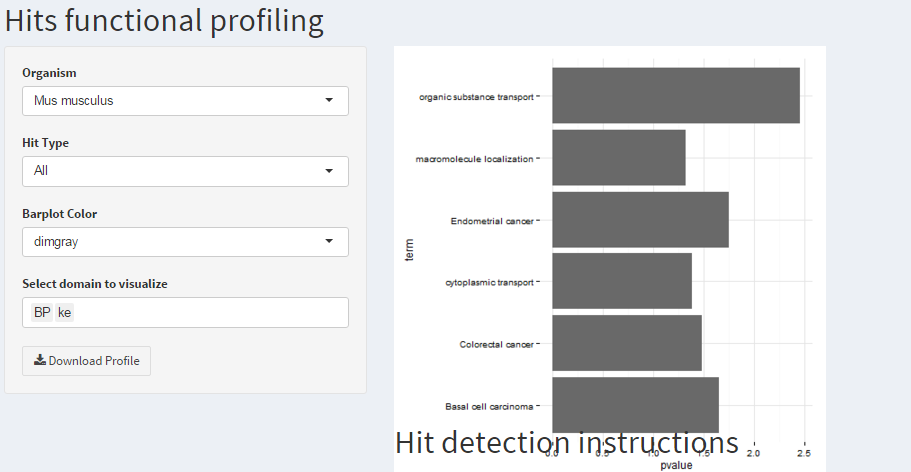 Hits functional profiling
Organism
Mus musculus
Hit Type
All
Barplot Color
dimgray
Select domain to visualize
BP ke
Download Profile
term
organic substance transport
macromolecule localization
Endometrial cancer
cytoplasmic transport
Colorectal cancer
Basal cell carcinoma
Hit detection instructions
0.0 0.5 1.0 1.5 2.0 2.5
pvalue